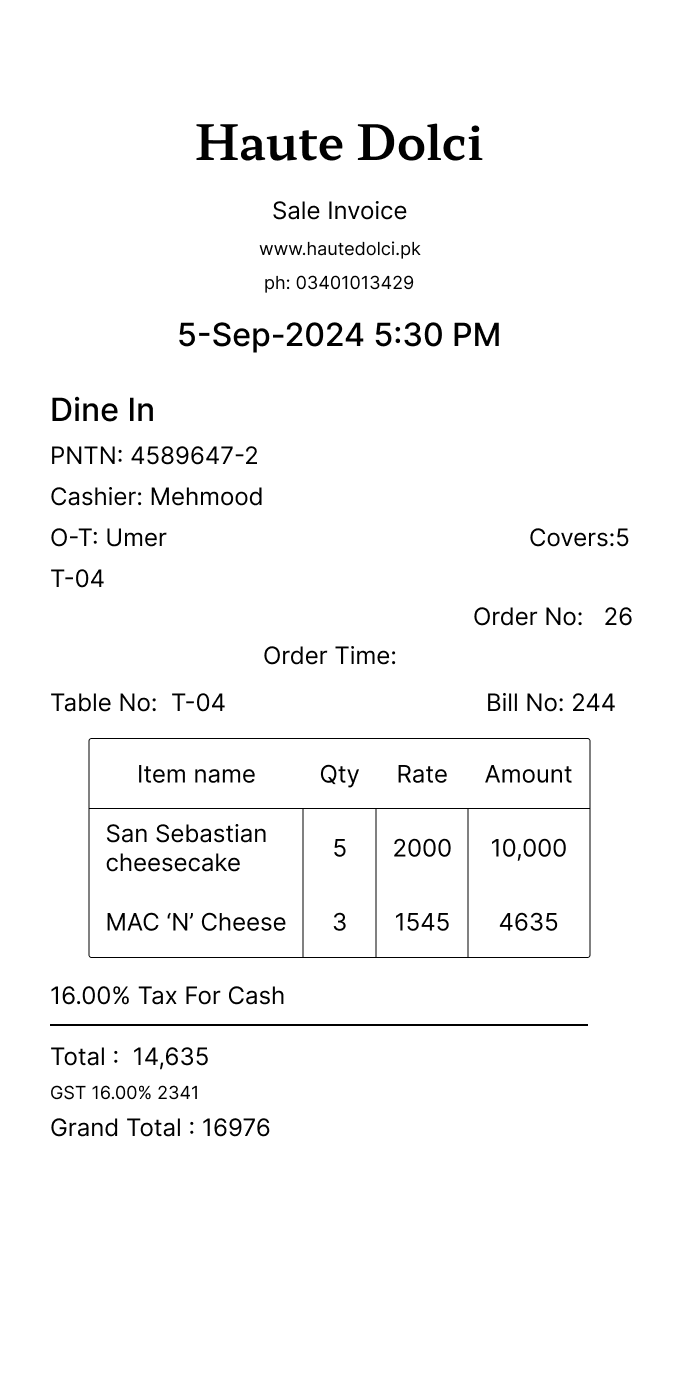 Haute Dolci
Sale Invoice
www.hautedolci.pk
ph: 03401013429
5-Sep-2024 5:30 PM
Dine In
PNTN: 4589647-2
Cashier: Mehmood
O-T: Umer Covers:5
T-04
Order No: 26
Order Time:
Table No: T-04 Bill No: 244
Item name Qty Rate Amount
San Sebastian
cheesecake 5 2000 10,000
MAC ‘N’ Cheese 3 1545 4635
16.00% Tax For Cash
Total : 14,635
GST 16.00% 2341
Grand Total : 16976